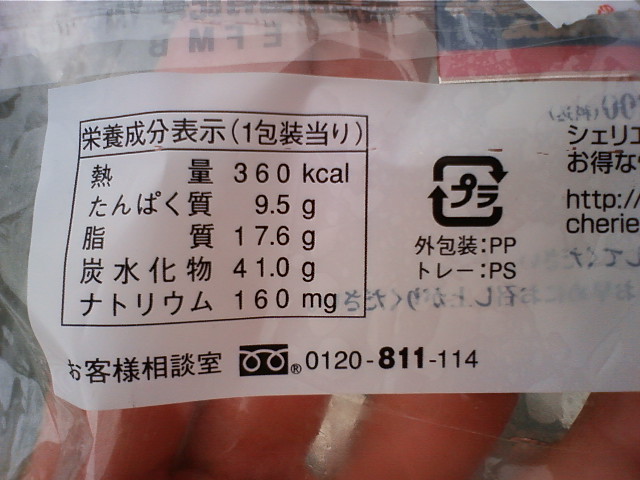 E F M B
栄養成分表示(1包装当り)
熱量 360 kcal
たんぱく質 9.5 g
脂質 17.6 g
炭水化物 41.0 g
ナトリウム 160 mg
お客様相談室 ®0120-811-114
プラ
外包装:PP
トレー:PS
シェリエ
お得な
http://
cherie